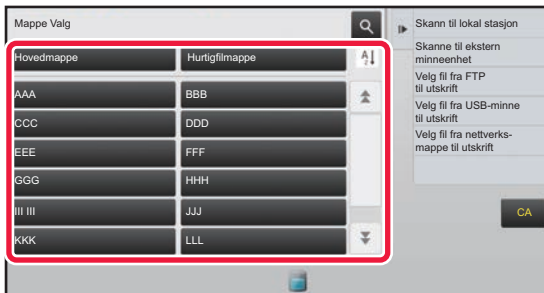 Mappe Valg
Hovedmappe
Hurtigfilmappe
AAA
BBB
CCC
DDD
EEE
FFF
GGG
HHH
III III
JJJ
KKK
LLL
Skann til lokal stasjon
Skanne til ekstern
minneenhet
Velg fil fra FTP
til utskrift
Velg fil fra USB-minne
til utskrift
Velg fil fra nettverks-
mappe til utskrift
CA